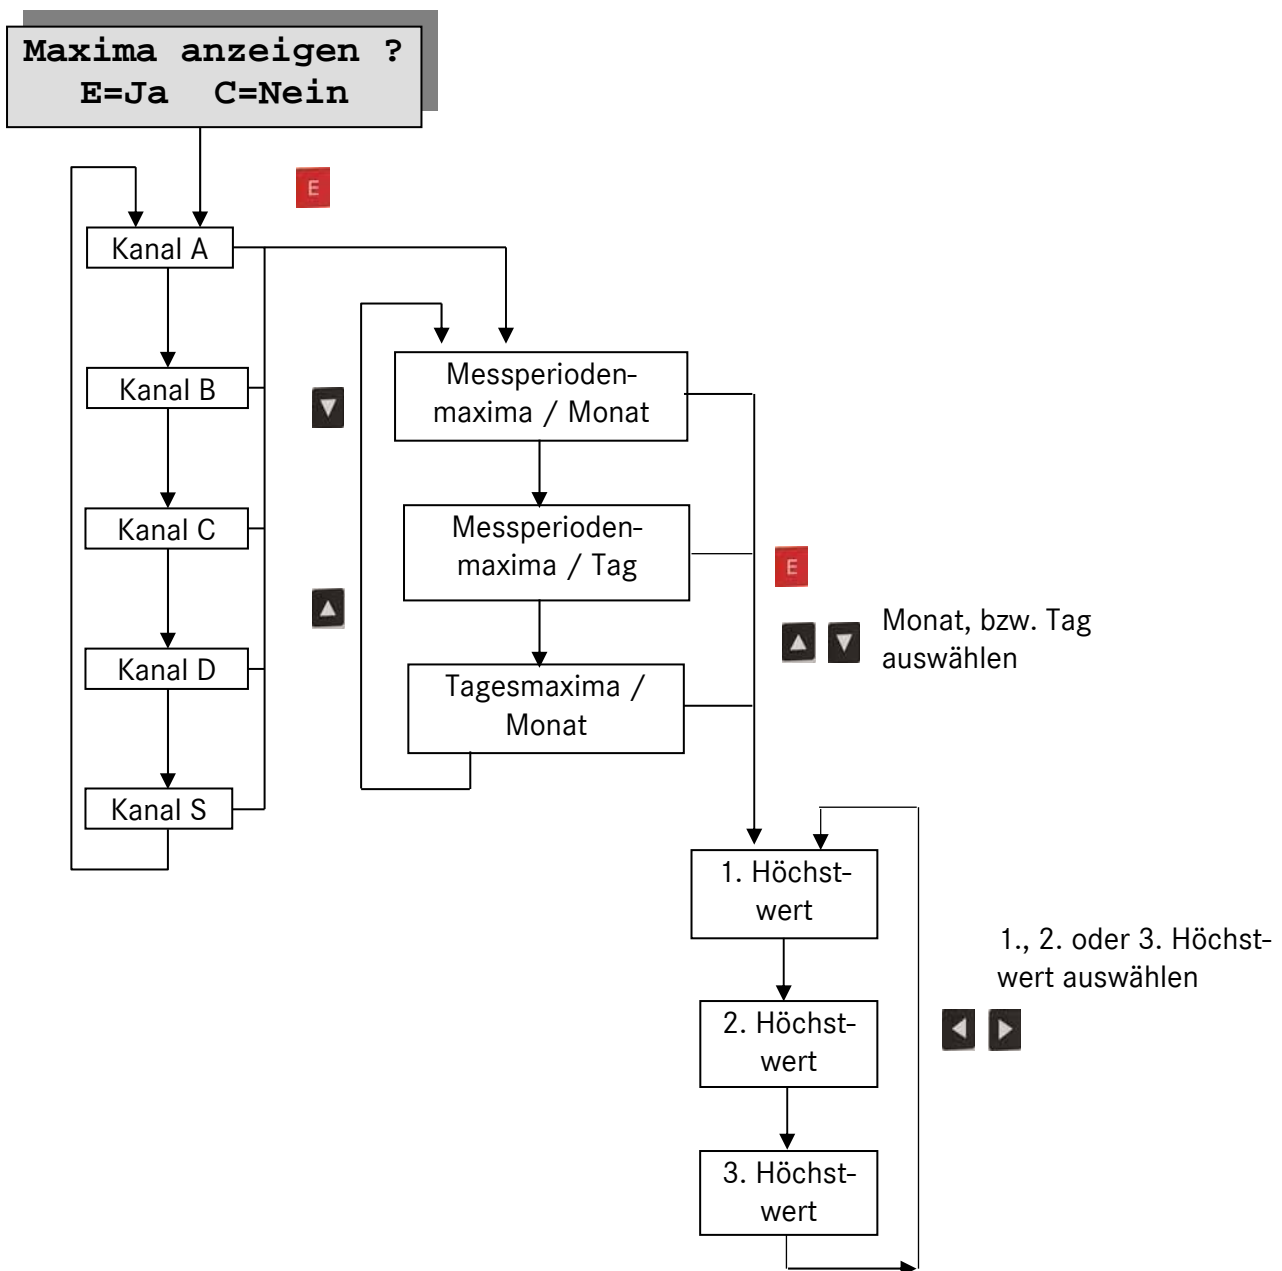 Maxima anzeigen ?
E=Ja C=Nein
E
Kanal A
Kanal B
Kanal C
Kanal D
Kanal S
Messperioden-
maxima / Monat
Messperioden-
maxima / Tag
Tagesmaxima /
Monat
E
Monat, bzw. Tag
auswählen
1. Höchst-
wert
2. Höchst-
wert
3. Höchst-
wert
1., 2. oder 3. Höchst-
wert auswählen